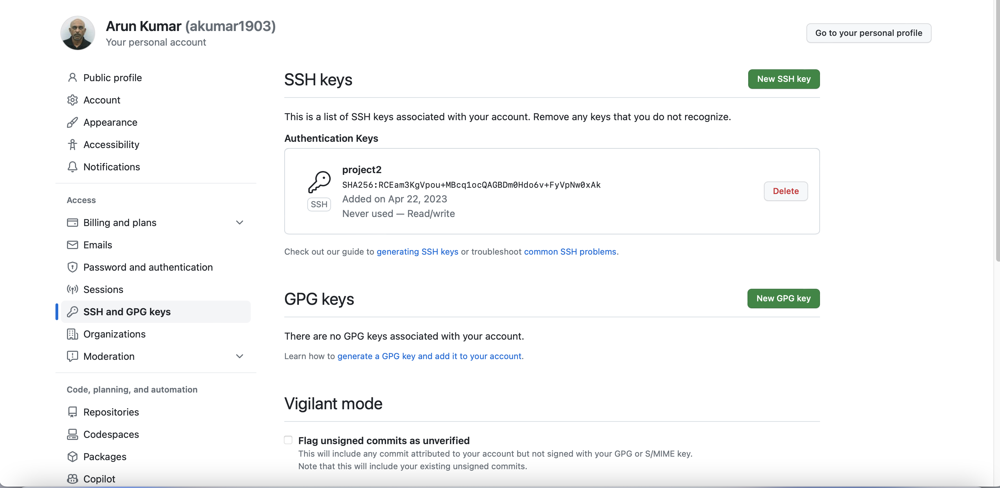 Arun Kumar (akumar1903)
Your personal account
Go to your personal profile
Public profile
Account
Appearance
Accessibility
Notifications
Access
Billing and plans
Emails
Password and authentication
Sessions
SSH and GPG keys
Organizations
Moderation
Code, planning, and automation
Repositories
Codespaces
Packages
Copilot
SSH keys
New SSH key
This is a list of SSH keys associated with your account. Remove any keys that you do not recognize.
Authentication Keys
project2
SHA256:RCEam3KgVpou+MBcq1ocQAGBDm0Hdo6v+FyVpNw0xAk
Added on Apr 22, 2023
Never used — Read/write
SSH
Delete
Check out our guide to generating SSH keys or troubleshoot common SSH problems.
GPG keys
New GPG key
There are no GPG keys associated with your account.
Learn how to generate a GPG key and add it to your account.
Vigilant mode
Flag unsigned commits as unverified
This will include any commit attributed to your account but not signed with your GPG or S/MIME key.
Note that this will include your existing unsigned commits.